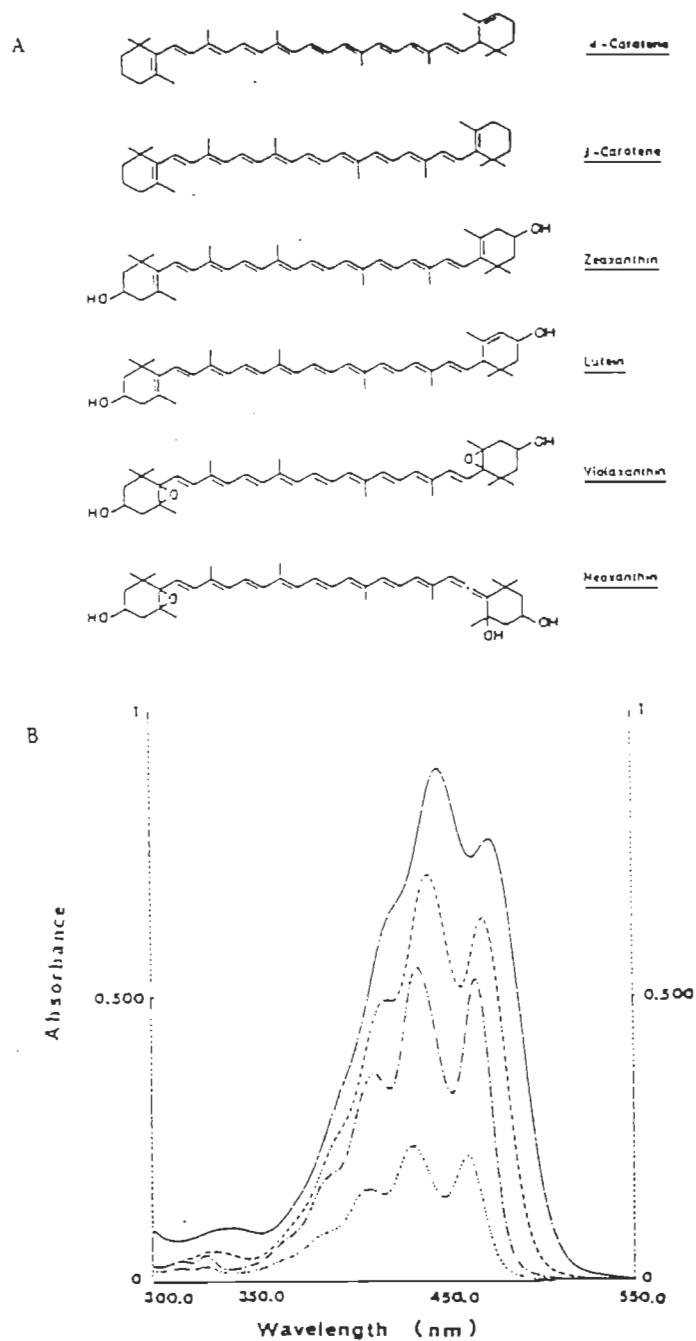 A
α-Carotene
β-Carotene
OH
Zeaxanthin
HO
OH
Lutein
HO
OH
O
Violaxanthin
O
HO
Neaxanthin
O
HO
OH
OH
B
1
1
Absorbance
0.500
0.500
0
0
300.0
350.0
450.0
550.0
Wavelength (nm)